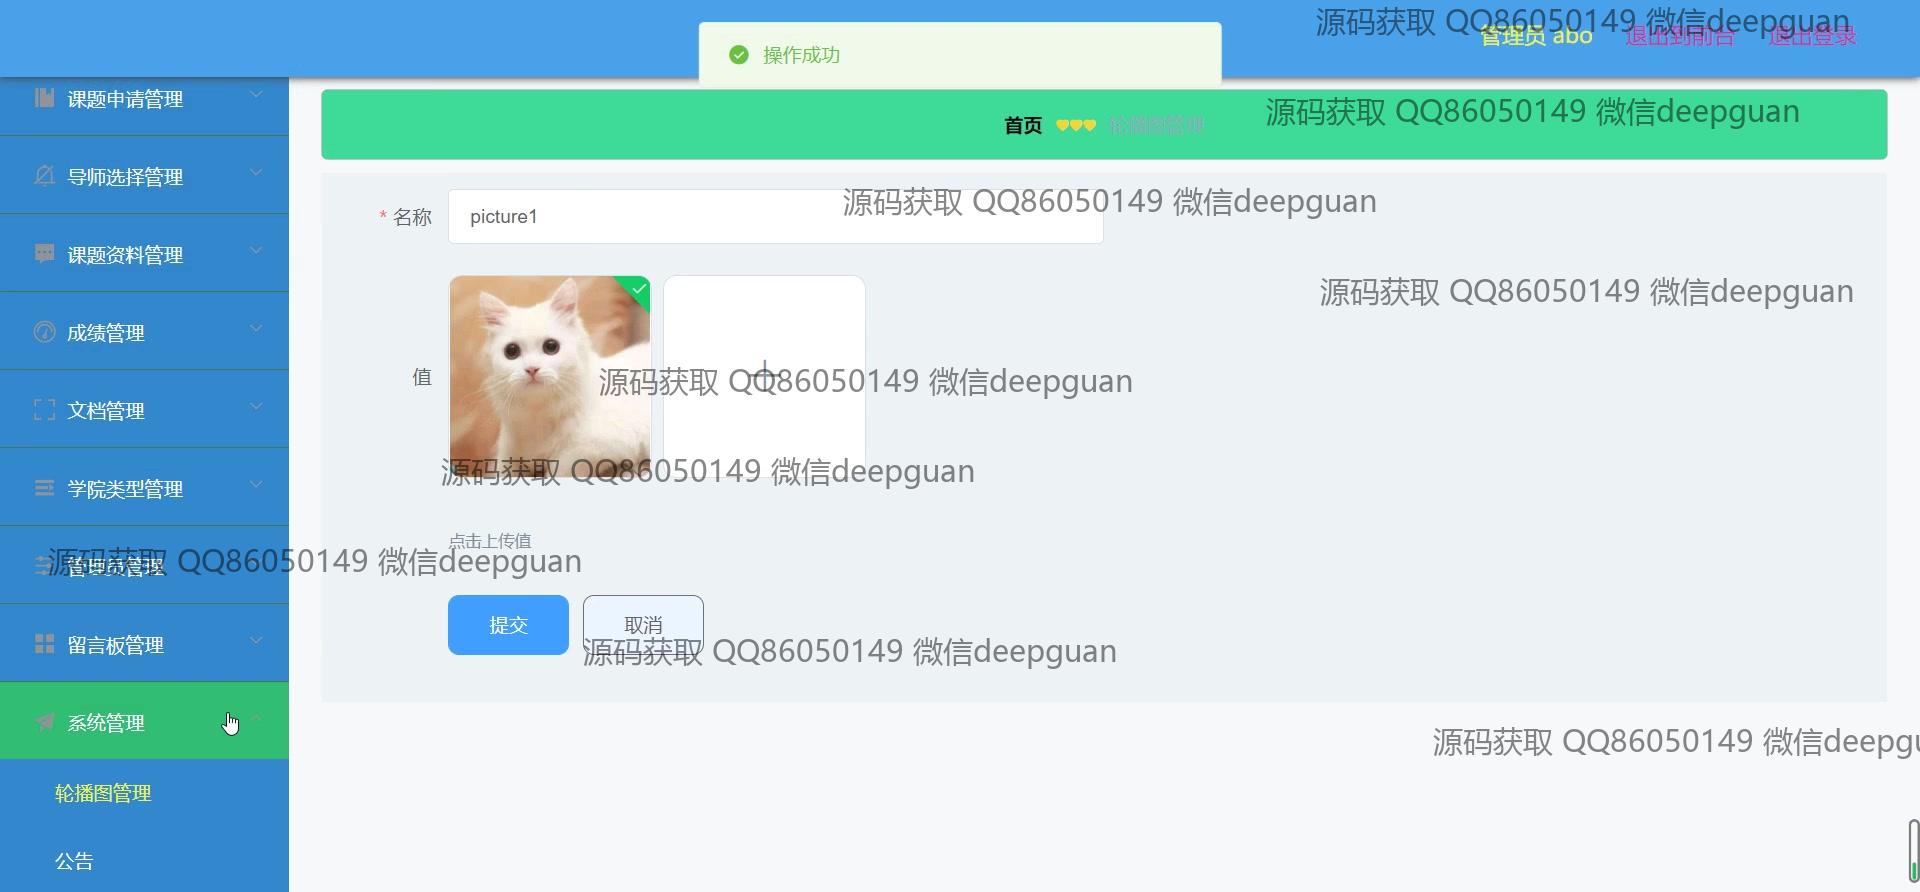 源码获取 QQ86050149 微信deepguan
操作成功
管理员 abo
退出到前台
退出登录
课题申请管理
首页
轮播图管理
源码获取 QQ86050149 微信deepguan
导师选择管理
* 名称
picture1
源码获取 QQ86050149 微信deepguan
课题资料管理
源码获取 QQ86050149 微信deepguan
成绩管理
值
源码获取 QQ86050149 微信deepguan
文档管理
源码获取 QQ86050149 微信deepguan
学院类型管理
点击上传值
管理员管理
源码获取 QQ86050149 微信deepguan
提交
取消
留言板管理
源码获取 QQ86050149 微信deepguan
系统管理
源码获取 QQ86050149 微信deepgu
轮播图管理
公告